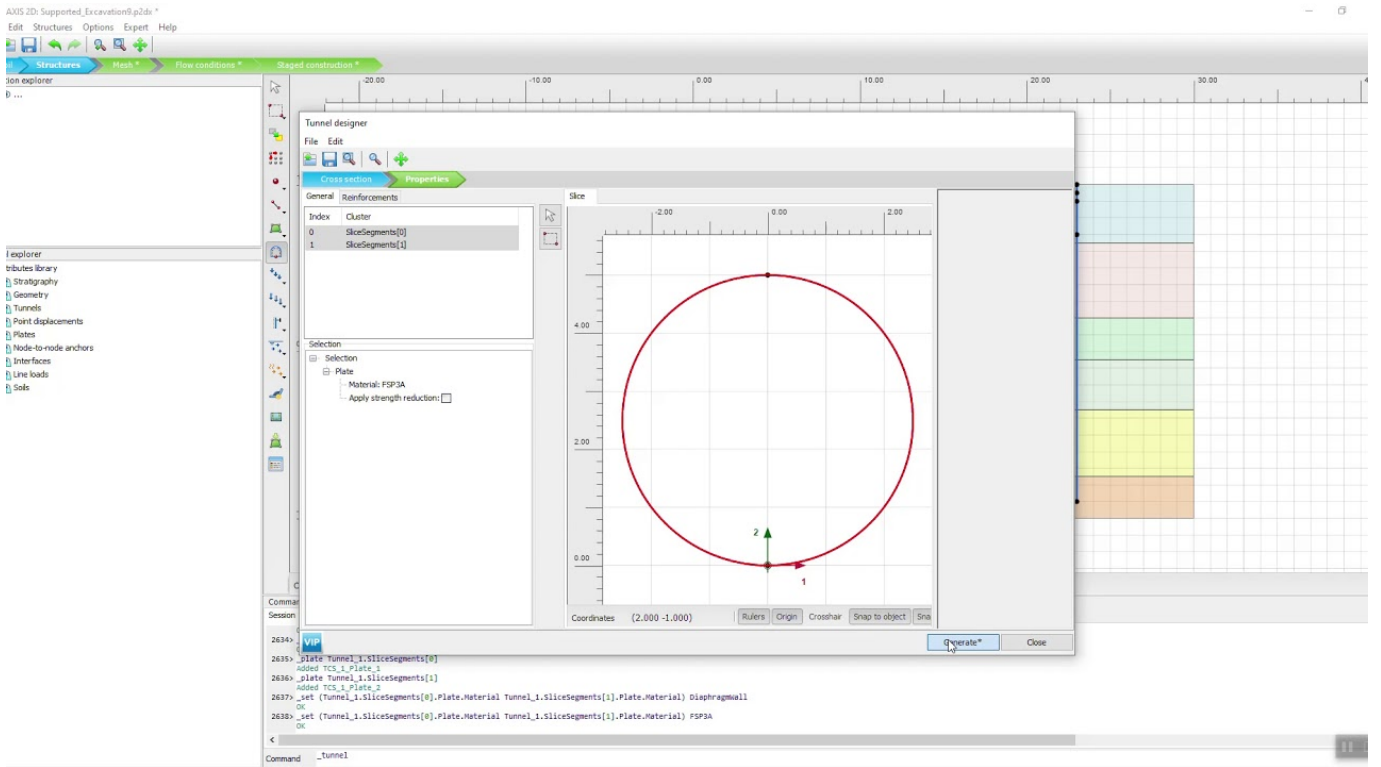 AXIS 2D: Supported_Excavation9.p2dx *
Edit Structures Options Expert Help
Structures Mesh * Flow conditions * Staged construction *
tion explorer
...
-20.00 -10.00 0.00 10.00 20.00 30.00
Tunnel designer
File Edit
Cross section Properties
General Reinforcements
Slice
Index Cluster
0 SliceSegments[0]
1 SliceSegments[1]
-2.00 0.00 2.00
l explorer
tributes library
Stratigraphy
Geometry
Tunnels
Point displacements
Plates
Node-to-node anchors
Interfaces
Line loads
Soils
4.00
Selection
Selection
Plate
Material: FSP3A
Apply strength reduction:
2.00
2
0.00
1
Coordinates (2.000 -1.000) Rulers Origin Crosshair Snap to object Sna
Comman
Session
VIP
Generate* Close
2634>
2635> _plate Tunnel_1.SliceSegments[0]
Added TCS_1_Plate_1
2636> _plate Tunnel_1.SliceSegments[1]
Added TCS_1_Plate_2
2637> _set (Tunnel_1.SliceSegments[0].Plate.Material Tunnel_1.SliceSegments[1].Plate.Material) DiaphragmWall
OK
2638> _set (Tunnel_1.SliceSegments[0].Plate.Material Tunnel_1.SliceSegments[1].Plate.Material) FSP3A
OK
Command _tunnel